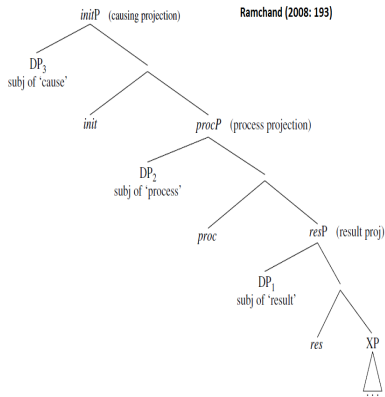 initP (causing projection)
Ramchand (2008: 193)
DP₃
subj of ‘cause’
init
procP (process projection)
DP₂
subj of ‘process’
proc
resP (result proj)
DP₁
subj of ‘result’
res
XP
...